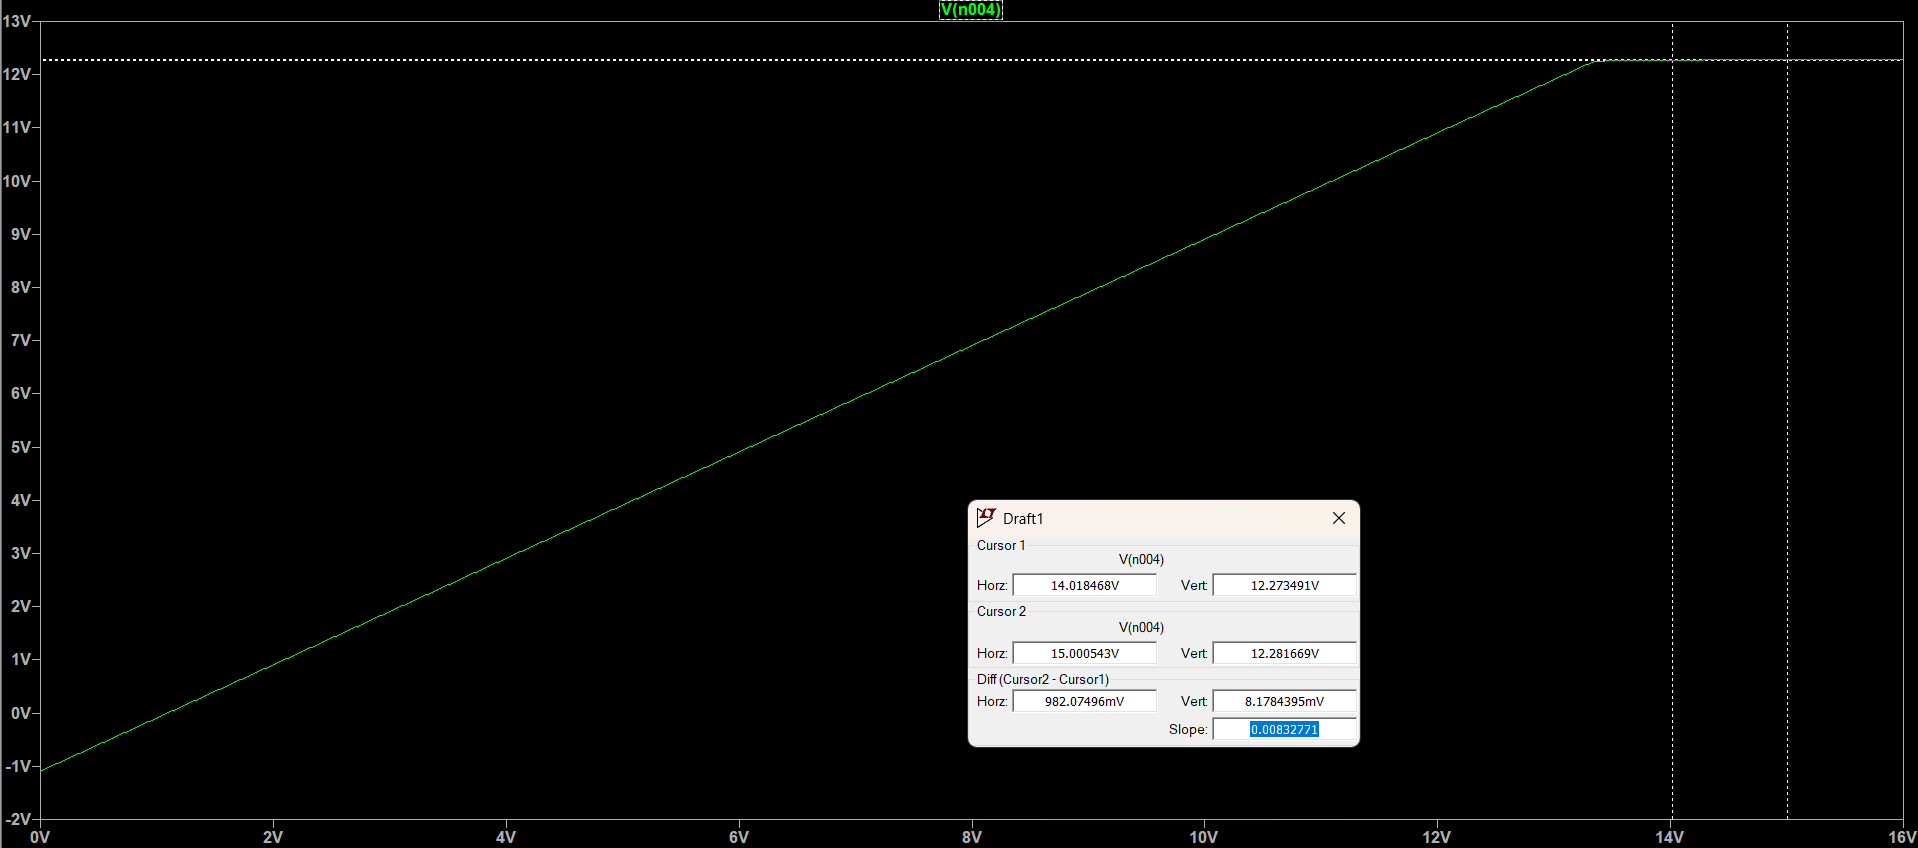 V(n004)
13V
12V
11V
10V
9V
8V
7V
6V
5V
4V
3V
2V
1V
0V
-1V
-2V
0V 2V 4V 6V 8V 10V 12V 14V 16V
Draft1
Cursor 1
V(n004)
Horz: 14.018468V Vert: 12.273491V
Cursor 2
V(n004)
Horz: 15.000543V Vert: 12.281669V
Diff (Cursor2 - Cursor1)
Horz: 982.07496mV Vert: 8.1784395mV
Slope: 0.00832771